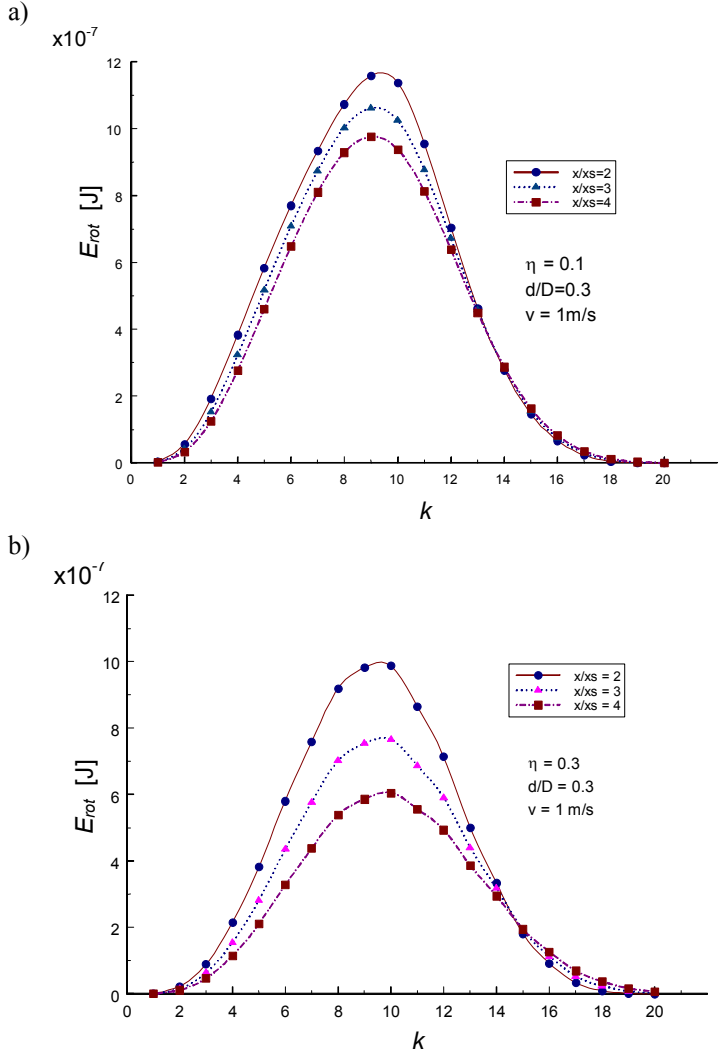 a)
x10-7
12
10
8
6
4
2
0
E_rot [J]
x/xs=2
x/xs=3
x/xs=4
η = 0.1
d/D=0.3
v = 1m/s
0 2 4 6 8 10 12 14 16 18 20
k
b)
x10-7
12
10
8
6
4
2
0
E_rot [J]
x/xs = 2
x/xs = 3
x/xs = 4
η = 0.3
d/D = 0.3
v = 1 m/s
0 2 4 6 8 10 12 14 16 18 20
k